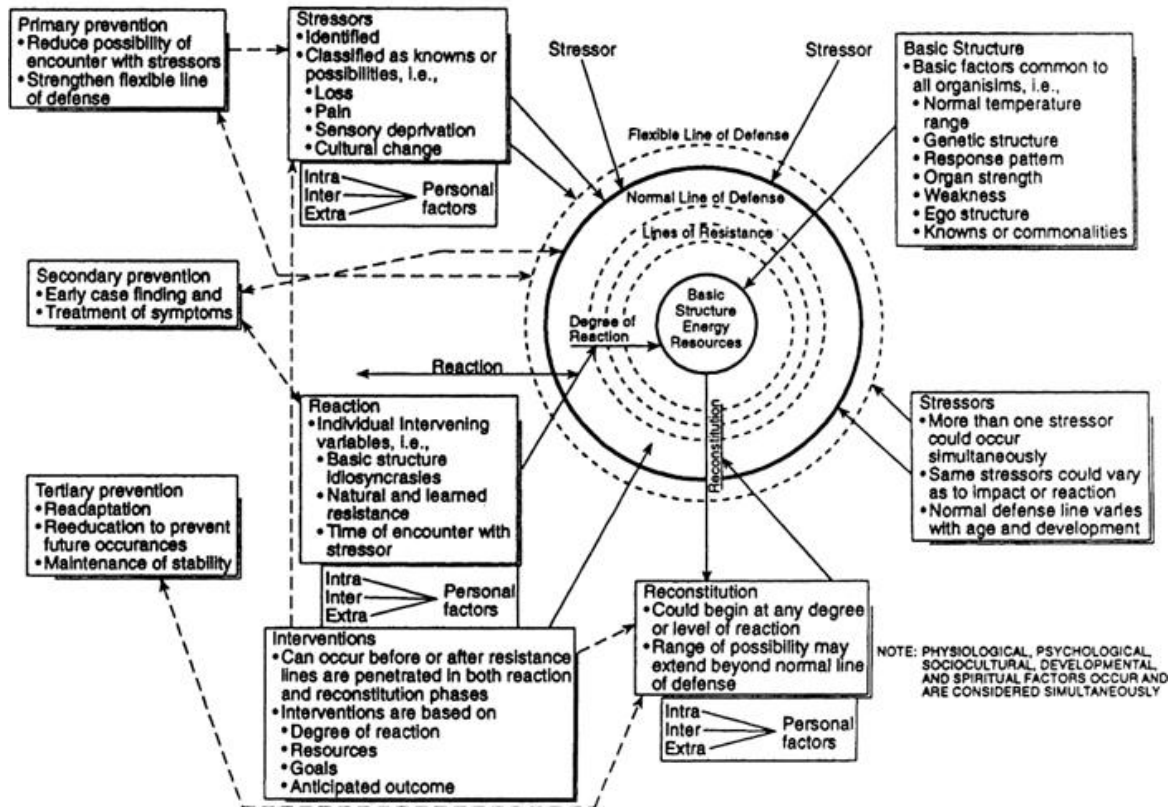 Primary prevention
•Reduce possibility of
encounter with stressors
•Strengthen flexible line
of defense
Stressors
•Identified
•Classified as knowns or
possibilities, i.e.,
•Loss
•Pain
•Sensory deprivation
•Cultural change
Intra
Inter
Extra
Personal
factors
Stressor
Stressor
Basic Structure
•Basic factors common to
all organisims, i.e.,
•Normal temperature
range
•Genetic structure
•Response pattern
•Organ strength
•Weakness
•Ego structure
•Knowns or commonalities
Flexible Line of Defense
Normal Line of Defense
Lines of Resistance
Basic
Structure
Energy
Resources
Degree of
Reaction
Reaction
Reconstitution
Secondary prevention
•Early case finding and
•Treatment of symptoms
Reaction
•Individual Intervening
variables, i.e.,
•Basic structure
idiosyncrasies
•Natural and learned
resistance
•Time of encounter with
stressor
Intra
Inter
Extra
Personal
factors
Stressors
•More than one stressor
could occur
simultaneously
•Same stressors could vary
as to impact or reaction
•Normal defense line varies
with age and development
Tertiary prevention
•Readaptation
•Reeducation to prevent
future occurances
•Maintenance of stability
Interventions
•Can occur before or after resistance
lines are penetrated in both reaction
and reconstitution phases
•Interventions are based on
•Degree of reaction
•Resources
•Goals
•Anticipated outcome
Reconstitution
•Could begin at any degree
or level of reaction
•Range of possibility may
extend beyond normal line
of defense
Intra
Inter
Extra
Personal
factors
NOTE: PHYSIOLOGICAL, PSYCHOLOGICAL,
SOCIOCULTURAL, DEVELOPMENTAL,
AND SPIRITUAL FACTORS OCCUR AND
ARE CONSIDERED SIMULTANEOUSLY